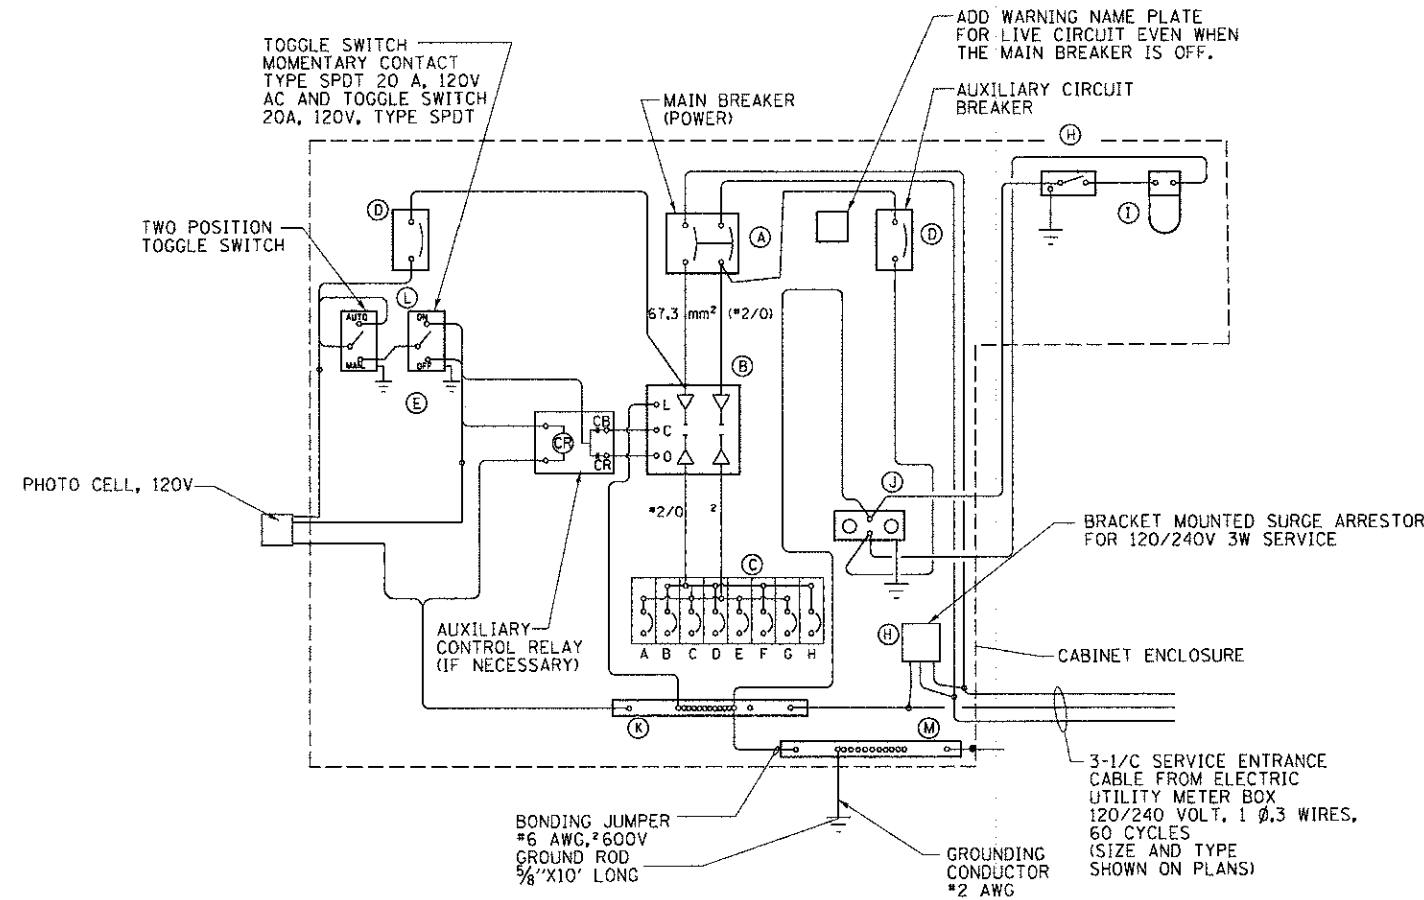 ADD WARNING NAME PLATE
FOR LIVE CIRCUIT EVEN WHEN
THE MAIN BREAKER IS OFF.
TOGGLE SWITCH
MOMENTARY CONTACT
TYPE SPDT 20 A, 120V
AC AND TOGGLE SWITCH
20A, 120V, TYPE SPDT
MAIN BREAKER
(POWER)
AUXILIARY CIRCUIT
BREAKER
H
D
A
D
I
TWO POSITION
TOGGLE SWITCH
L
AUTO
ON
MAN.
OFF
E
67.3 mm² (#2/0)
B
L
C
O
CB
CR
CR
PHOTO CELL, 120V
#2/0
2
J
BRACKET MOUNTED SURGE ARRESTOR
FOR 120/240V 3W SERVICE
C
A B C D E F G H
AUXILIARY
CONTROL RELAY
(IF NECESSARY)
H
CABINET ENCLOSURE
K
M
3-1/C SERVICE ENTRANCE
CABLE FROM ELECTRIC
UTILITY METER BOX
120/240 VOLT, 1 Ø,3 WIRES,
60 CYCLES
(SIZE AND TYPE
SHOWN ON PLANS)
BONDING JUMPER
#6 AWG,²600V
GROUND ROD
5/8"X10' LONG
GROUNDING
CONDUCTOR
#2 AWG